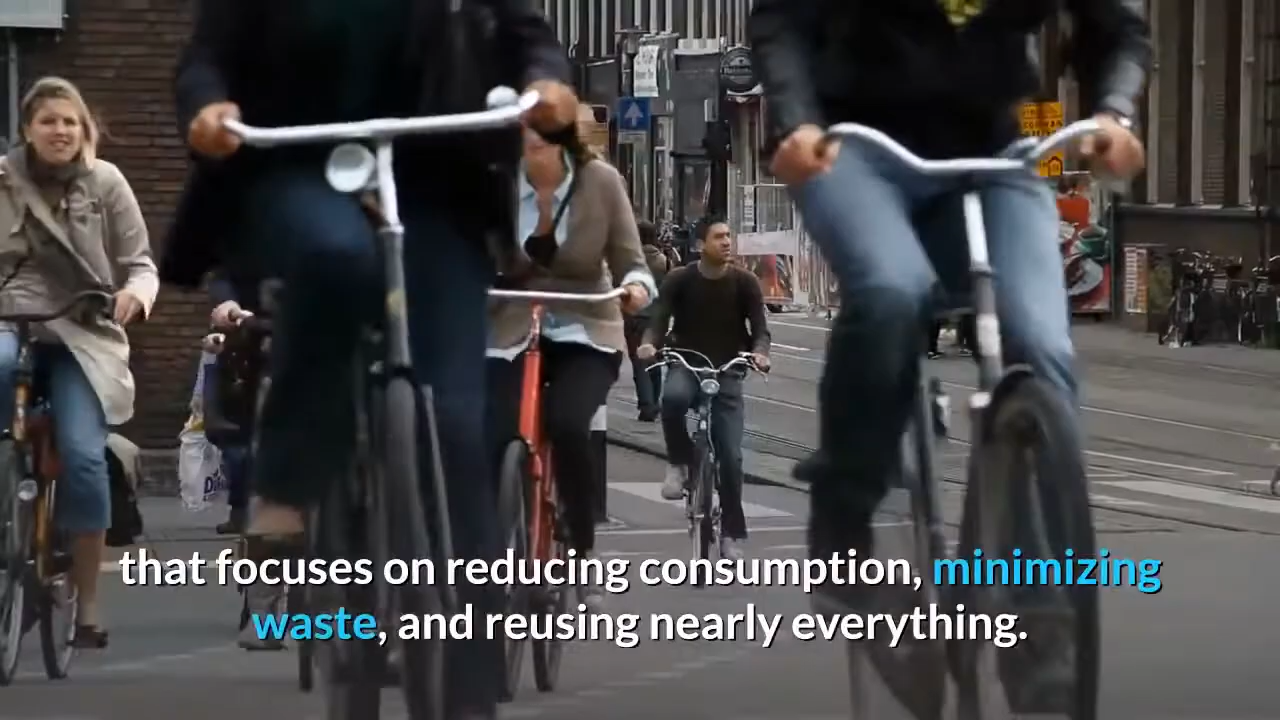 that focuses on reducing consumption, minimizing
waste, and reusing nearly everything.